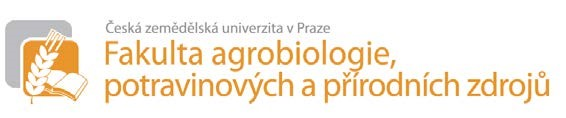 Česká zemědělská univerzita v Praze
Fakulta agrobiologie,
potravinových a přírodních zdrojů